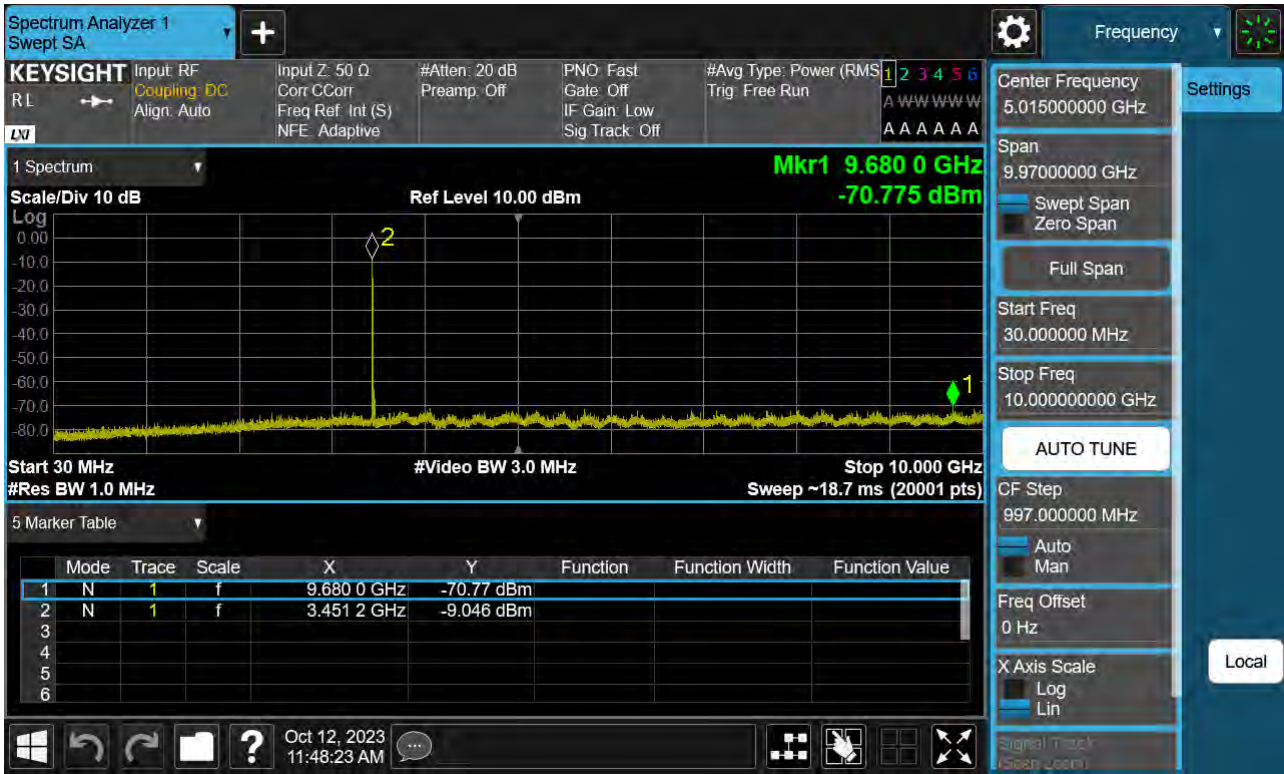 Spectrum Analyzer 1
Swept SA
+
Frequency
KEYSIGHT
RL
LXI
Input: RF
Coupling: DC
Align: Auto
Input Z: 50 Ω
Corr CCorr
Freq Ref: Int (S)
NFE: Adaptive
#Atten: 20 dB
Preamp: Off
PNO: Fast
Gate: Off
IF Gain: Low
Sig Track: Off
#Avg Type: Power (RMS
Trig: Free Run
1 2 3 4 5 6
A W W W W W
A A A A A A
1 Spectrum
Scale/Div 10 dB
Ref Level 10.00 dBm
Mkr1 9.680 0 GHz
-70.775 dBm
Log
0.00
-10.0
-20.0
-30.0
-40.0
-50.0
-60.0
-70.0
-80.0
2
1
Start 30 MHz
#Video BW 3.0 MHz
Stop 10.000 GHz
#Res BW 1.0 MHz
Sweep ~18.7 ms (20001 pts)
5 Marker Table
Mode Trace Scale X Y Function Function Width Function Value
1 N 1 f 9.680 0 GHz -70.77 dBm
2 N 1 f 3.451 2 GHz -9.046 dBm
3
4
5
6
?
Oct 12, 2023
11:48:23 AM
Center Frequency
5.015000000 GHz
Settings
Span
9.97000000 GHz
Swept Span
Zero Span
Full Span
Start Freq
30.000000 MHz
Stop Freq
10.000000000 GHz
AUTO TUNE
CF Step
997.000000 MHz
Auto
Man
Freq Offset
0 Hz
X Axis Scale
Log
Lin
Local
Signal Track
(Span Zoom)